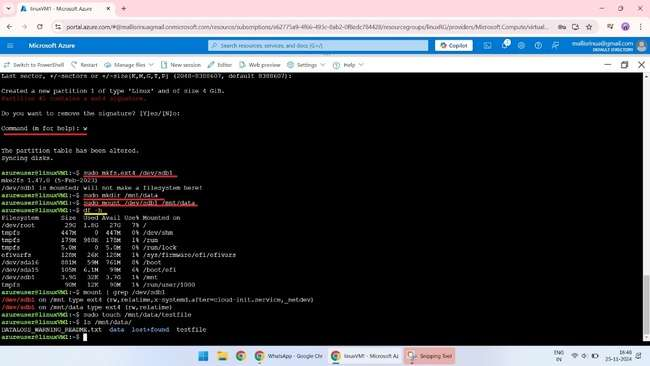 linuxVM1 - Microsoft Azure
portal.azure.com/#@mallisrinuagmailcom.onmicrosoft.com/resource/subscriptions/
/resourcegroups/linuxRG/providers/Microsoft.Compute/virtual...
Microsoft Azure
Search resources, services, and docs (G+/)
Copilot
mallisrinua@gmail.com
DEFAULT DIRECTORY
Switch to PowerShell
Restart
Manage files
New session
Editor
Web preview
Settings
Help
Last sector, +/-sectors or +/-size{K,M,G,T,P} (2048-8388607, default 8388607):
Created a new partition 1 of type 'Linux' and of size 4 GiB.
Partition #1 contains a ext4 signature.
Do you want to remove the signature? [Y]es/[N]o:
Command (m for help): w
The partition table has been altered.
Syncing disks.
azureuser@linuxVM1:~$ sudo mkfs.ext4 /dev/sdb1
mke2fs 1.47.0 (5-Feb-2023)
/dev/sdb1 is mounted; will not make a filesystem here!
azureuser@linuxVM1:~$ sudo mkdir /mnt/data
azureuser@linuxVM1:~$ sudo mount /dev/sdb1 /mnt/data
azureuser@linuxVM1:~$ df -h
Filesystem Size Used Avail Use% Mounted on
/dev/root 29G 1.8G 27G 7% /
tmpfs 447M 0 447M 0% /dev/shm
tmpfs 179M 980K 178M 1% /run
tmpfs 5.0M 0 5.0M 0% /run/lock
efivarfs 128M 26K 128M 1% /sys/firmware/efi/efivars
/dev/sda16 881M 59M 761M 8% /boot
/dev/sda15 105M 6.1M 99M 6% /boot/efi
/dev/sdb1 3.9G 32K 3.7G 1% /mnt
tmpfs 90M 12K 90M 1% /run/user/1000
azureuser@linuxVM1:~$ mount | grep /dev/sdb1
/dev/sdb1 on /mnt type ext4 (rw,relatime,x-systemd.after=cloud-init.service,_netdev)
/dev/sdb1 on /mnt/data type ext4 (rw,relatime)
azureuser@linuxVM1:~$ sudo touch /mnt/data/testfile
azureuser@linuxVM1:~$ ls /mnt/data/
DATALOSS_WARNING_README.txt data lost+found testfile
azureuser@linuxVM1:~$
WhatsApp - Google Chr
linuxVM1 - Microsoft Az
Snipping Tool
ENG
IN
16:46
25-11-2024